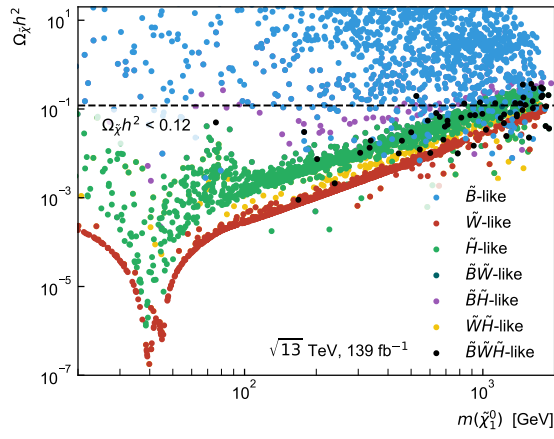 Ω_χ̃ h²
10¹
10⁻¹
10⁻³
10⁻⁵
10⁻⁷
Ω_χ̃ h² < 0.12
B̃-like
W̃-like
H̃-like
B̃W̃-like
B̃H̃-like
W̃H̃-like
B̃W̃H̃-like
√13 TeV, 139 fb⁻¹
10² 10³
m(χ̃₁⁰) [GeV]